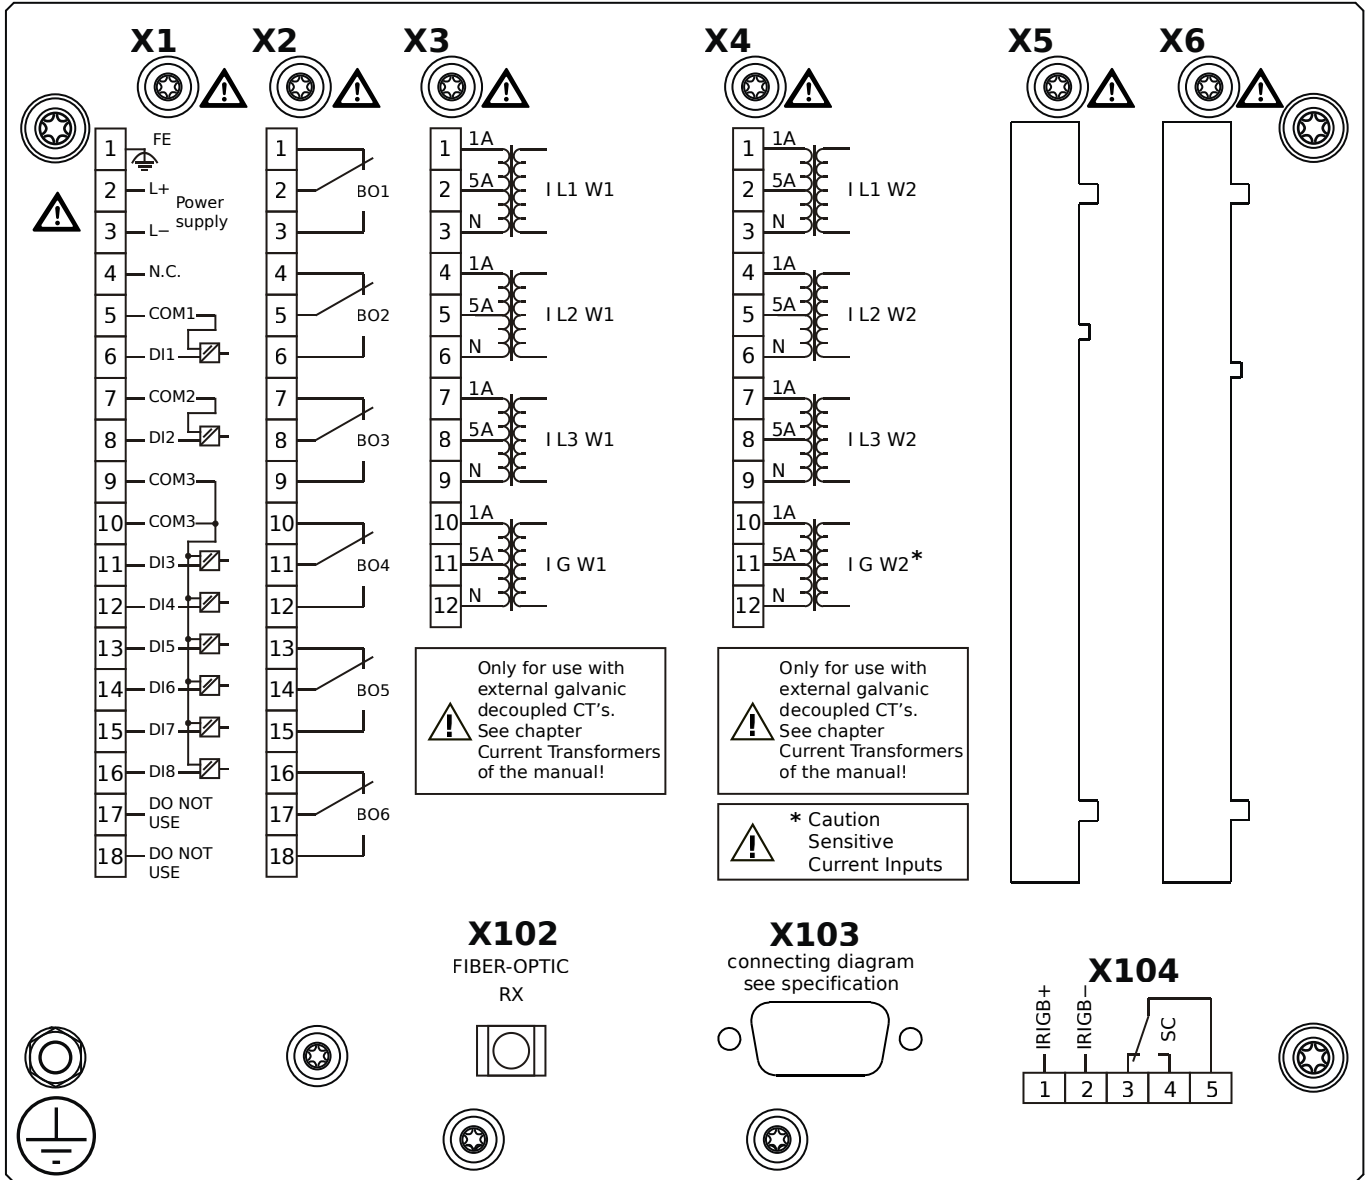 X1
X2
X3
X4
X5
X6
1
FE
2
L+
Power
supply
3
L−
4
N.C.
5
COM1
6
DI1
7
COM2
8
DI2
9
COM3
10
COM3
11
DI3
12
DI4
13
DI5
14
DI6
15
DI7
16
DI8
17
DO NOT
USE
18
DO NOT
USE
1
2
BO1
3
4
5
BO2
6
7
8
BO3
9
10
11
BO4
12
13
14
BO5
15
16
17
BO6
18
1
1A
2
5A
I L1 W1
3
N
4
1A
5
5A
I L2 W1
6
N
7
1A
8
5A
I L3 W1
9
N
10
1A
11
5A
I G W1
12
N
Only for use with
external galvanic
decoupled CT's.
See chapter
Current Transformers
of the manual!
1
1A
2
5A
I L1 W2
3
N
4
1A
5
5A
I L2 W2
6
N
7
1A
8
5A
I L3 W2
9
N
10
1A
11
5A
I G W2*
12
N
Only for use with
external galvanic
decoupled CT's.
See chapter
Current Transformers
of the manual!
* Caution
Sensitive
Current Inputs
X102
FIBER-OPTIC
RX
X103
connecting diagram
see specification
X104
IRIGB+
IRIGB−
SC
1 2 3 4 5